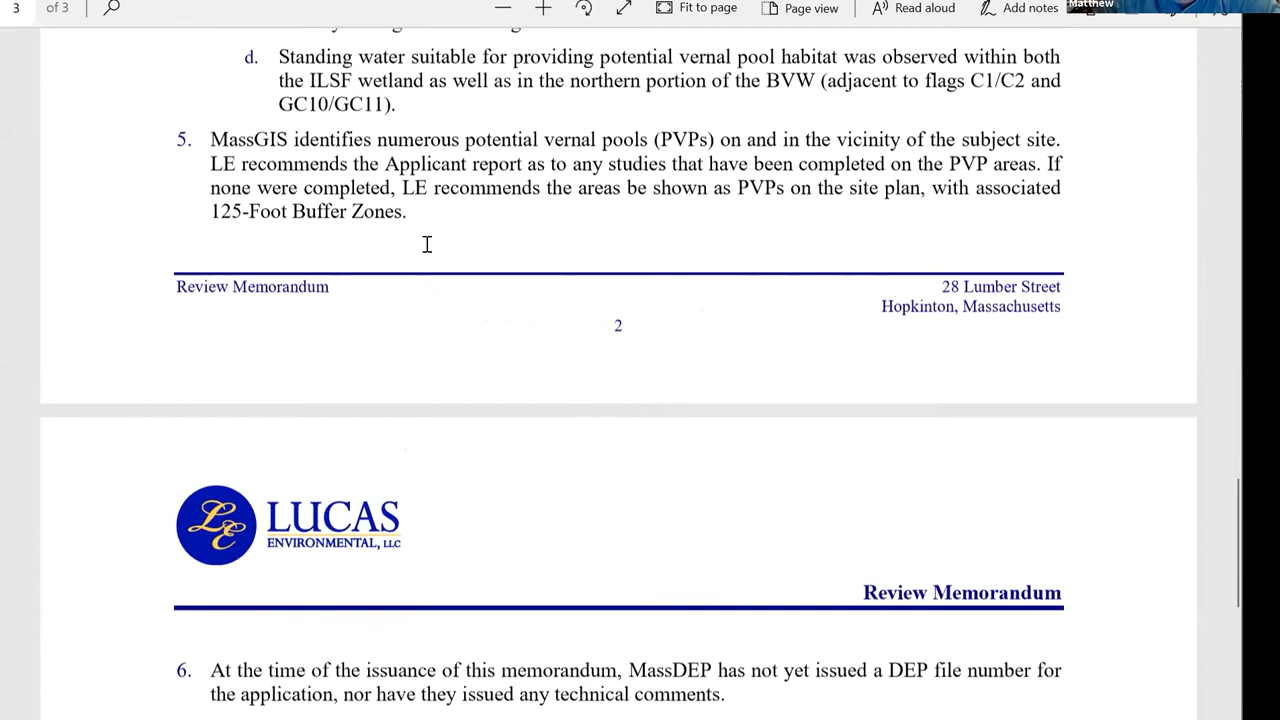 3 of 3 Fit to page Page view Read aloud Add notes Matthew
d. Standing water suitable for providing potential vernal pool habitat was observed within both
the ILSF wetland as well as in the northern portion of the BVW (adjacent to flags C1/C2 and
GC10/GC11).
5. MassGIS identifies numerous potential vernal pools (PVPs) on and in the vicinity of the subject site.
LE recommends the Applicant report as to any studies that have been completed on the PVP areas. If
none were completed, LE recommends the areas be shown as PVPs on the site plan, with associated
125-Foot Buffer Zones.
Review Memorandum 28 Lumber Street
Hopkinton, Massachusetts
2
LE LUCAS
ENVIRONMENTAL, LLC
Review Memorandum
6. At the time of the issuance of this memorandum, MassDEP has not yet issued a DEP file number for
the application, nor have they issued any technical comments.